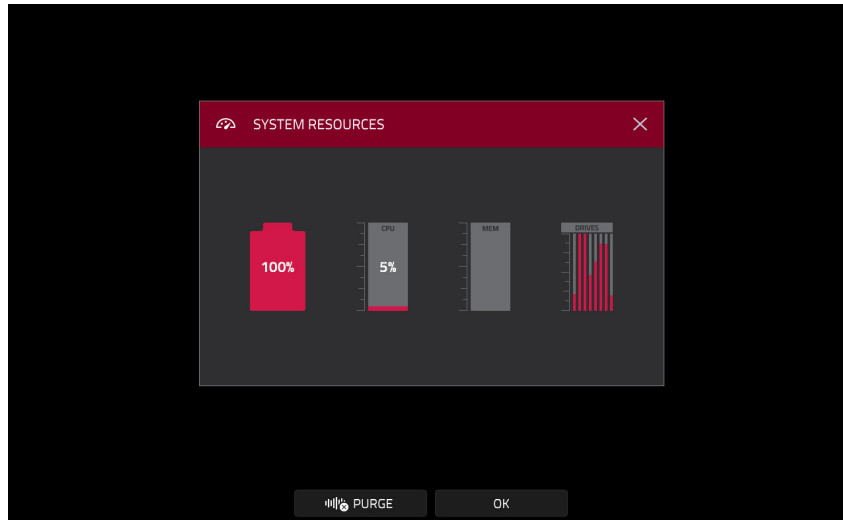 SYSTEM RESOURCES
CPU
MEM
DRIVES
100%
5%
PURGE
OK